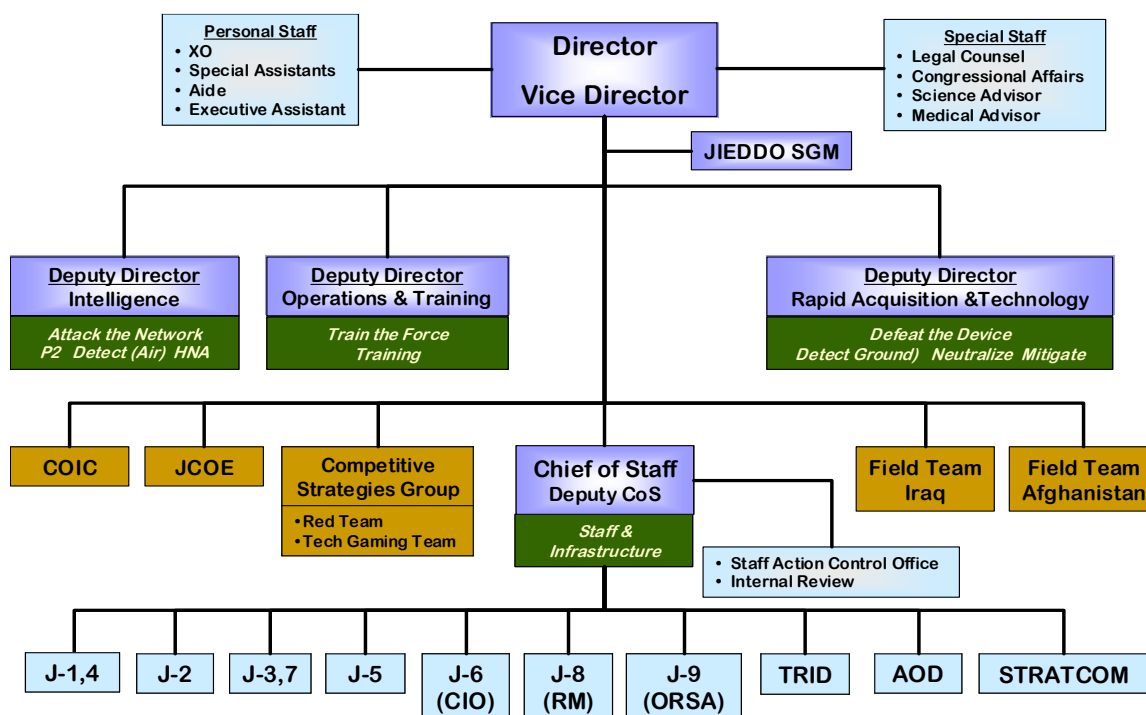 Personal Staff
• XO
• Special Assistants
• Aide
• Executive Assistant
Director
Vice Director
Special Staff
• Legal Counsel
• Congressional Affairs
• Science Advisor
• Medical Advisor
JIEDDO SGM
Deputy Director
Intelligence
Attack the Network
P2 Detect (Air) HNA
Deputy Director
Operations & Training
Train the Force
Training
Deputy Director
Rapid Acquisition &Technology
Defeat the Device
Detect Ground) Neutralize Mitigate
COIC
JCOE
Competitive
Strategies Group
• Red Team
• Tech Gaming Team
Chief of Staff
Deputy CoS
Staff &
Infrastructure
Field Team
Iraq
Field Team
Afghanistan
• Staff Action Control Office
• Internal Review
J-1,4
J-2
J-3,7
J-5
J-6
(CIO)
J-8
(RM)
J-9
(ORSA)
TRID
AOD
STRATCOM